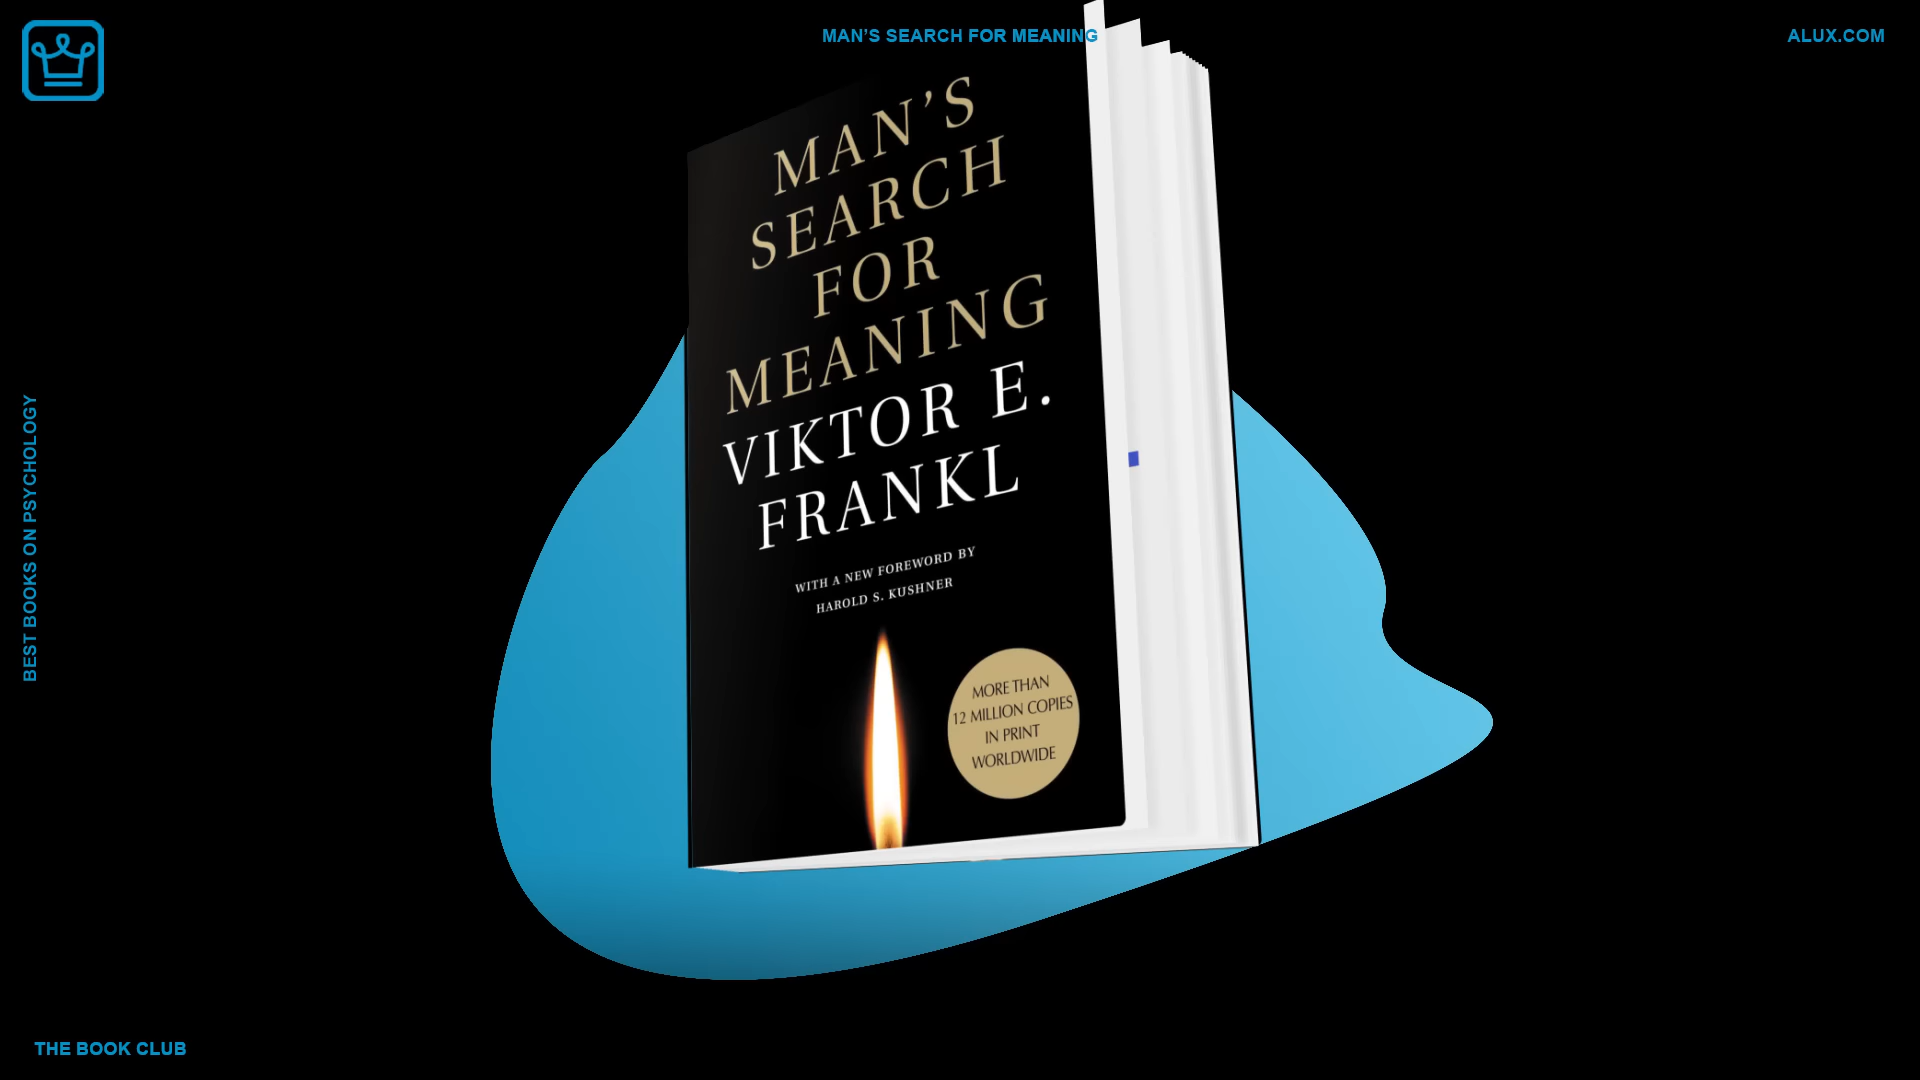 MAN’S SEARCH FOR MEANING
ALUX.COM
MAN’S
SEARCH
FOR
MEANING
VIKTOR E.
FRANKL
WITH A NEW FOREWORD BY
HAROLD S. KUSHNER
MORE THAN
12 MILLION COPIES
IN PRINT
WORLDWIDE
BEST BOOKS ON PSYCHOLOGY
THE BOOK CLUB